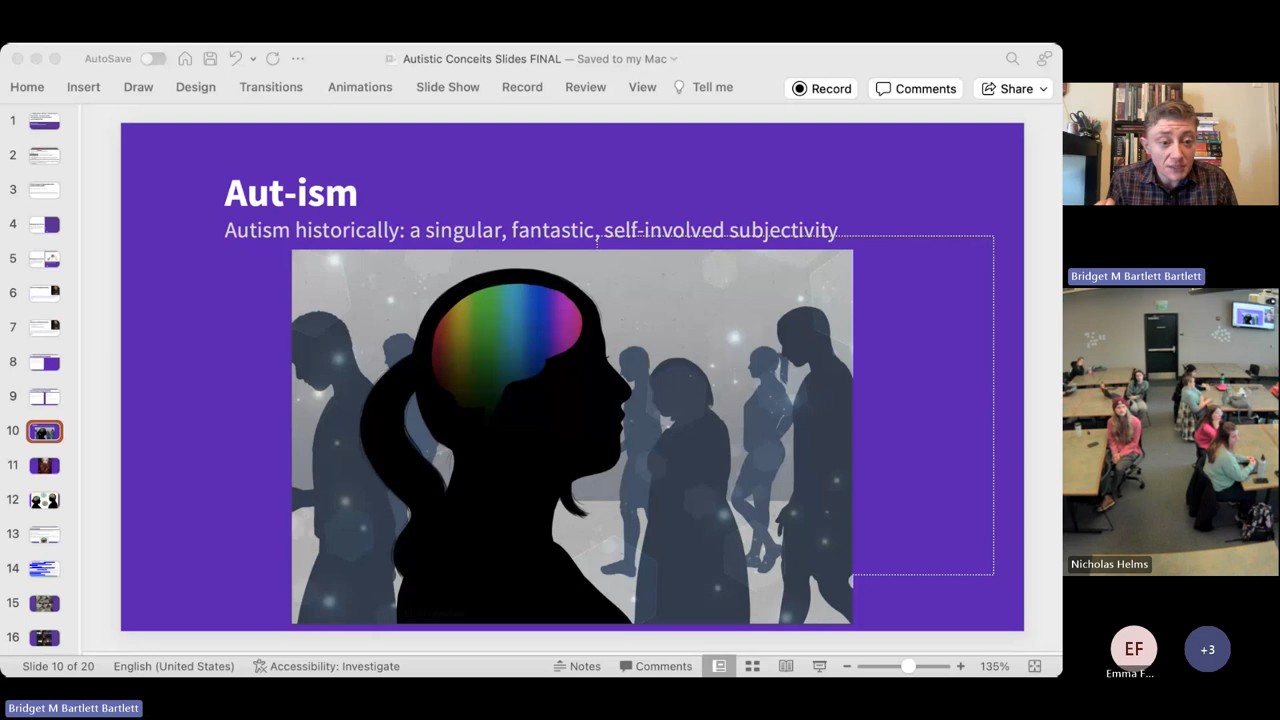 AutoSave
Autistic Conceits Slides FINAL — Saved to my Mac
Home Insert Draw Design Transitions Animations Slide Show Record Review View Tell me
Record Comments Share
1
2
3
4
5
6
7
8
9
10
11
12
13
14
15
16
Aut-ism
Autism historically: a singular, fantastic, self-involved subjectivity
Slide 10 of 20 English (United States) Accessibility: Investigate Notes Comments 135%
Bridget M Bartlett Bartlett
Bridget M Bartlett Bartlett
Nicholas Helms
EF
Emma F...
+3